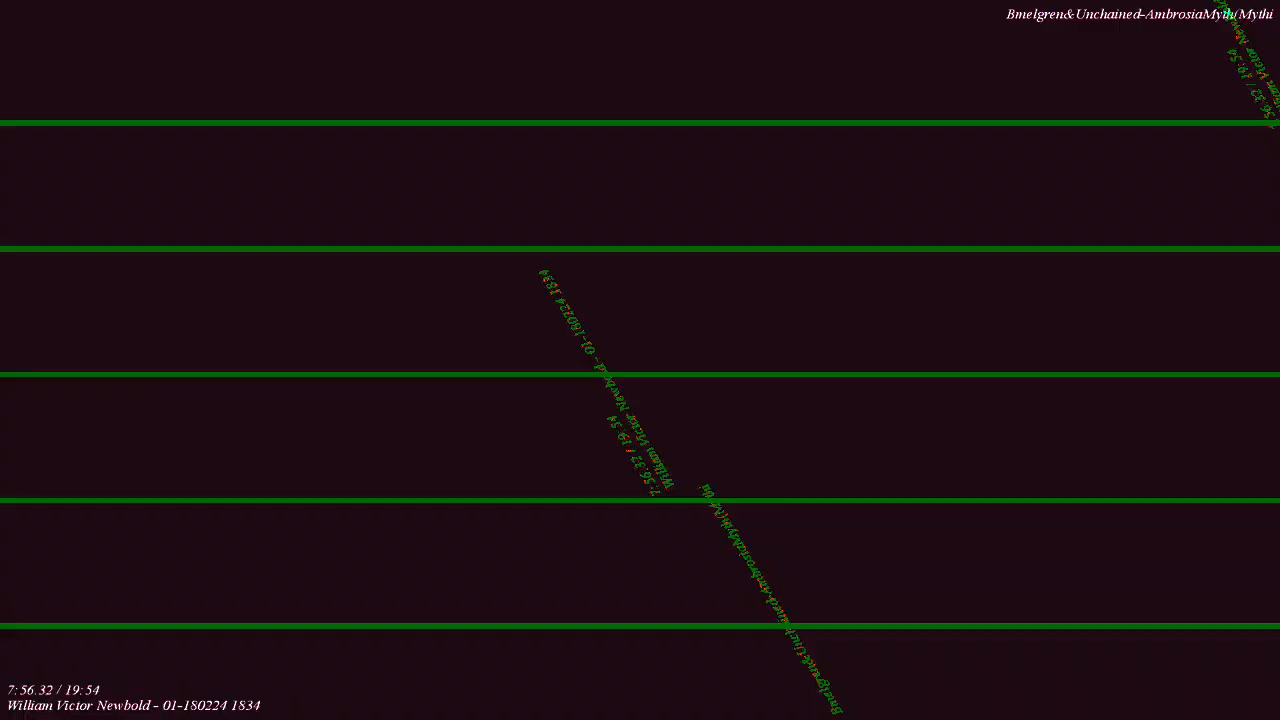 Bmelgren&Unchained-AmbrosiaMyth(Mythi
7:56.32 / 19:54
William Victor Newbold - 01-180224 1834